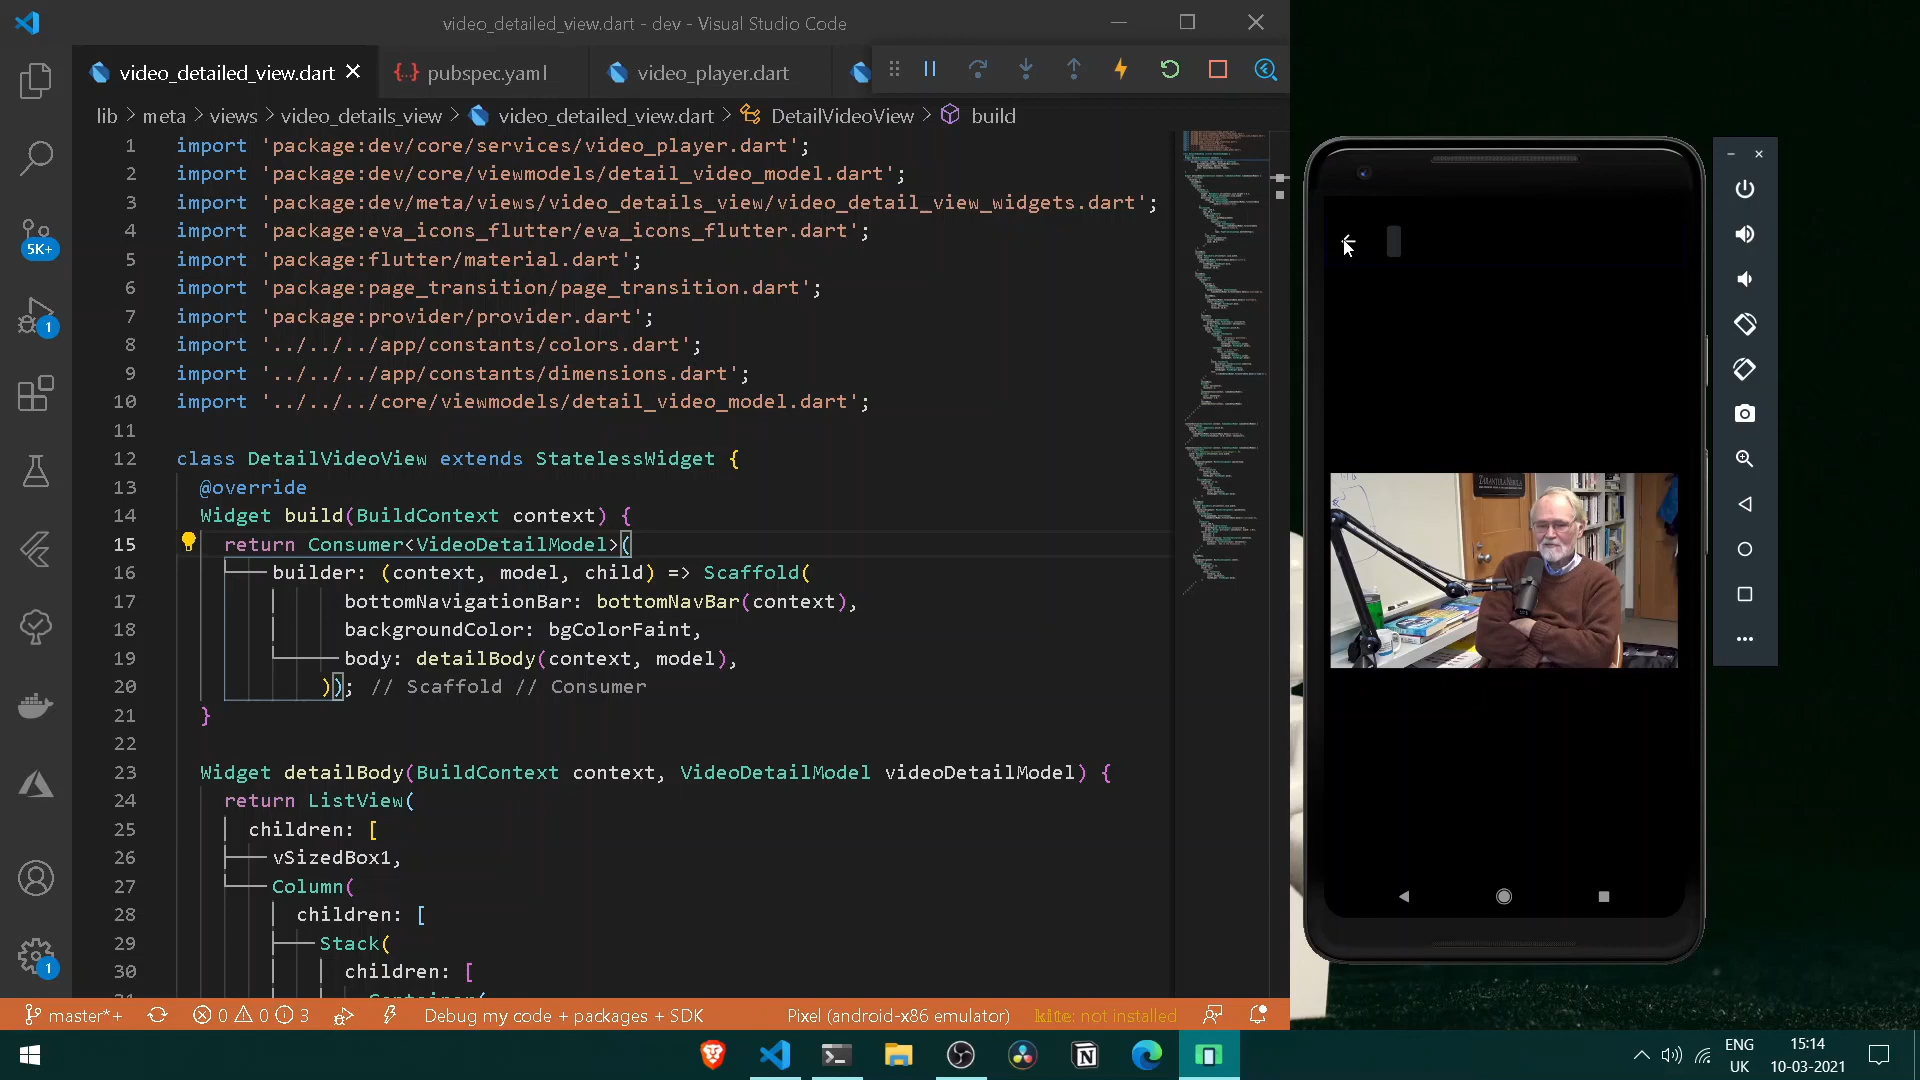 video_detailed_view.dart - dev - Visual Studio Code
video_detailed_view.dart
pubspec.yaml
video_player.dart
lib > meta > views > video_details_view > video_detailed_view.dart > DetailVideoView > build
1 import 'package:dev/core/services/video_player.dart';
2 import 'package:dev/core/viewmodels/detail_video_model.dart';
3 import 'package:dev/meta/views/video_details_view/video_detail_view_widgets.dart';
4 import 'package:eva_icons_flutter/eva_icons_flutter.dart';
5 import 'package:flutter/material.dart';
6 import 'package:page_transition/page_transition.dart';
7 import 'package:provider/provider.dart';
8 import '../../../app/constants/colors.dart';
9 import '../../../app/constants/dimensions.dart';
10 import '../../../core/viewmodels/detail_video_model.dart';
11
12 class DetailVideoView extends StatelessWidget {
13 @override
14 Widget build(BuildContext context) {
15 return Consumer<VideoDetailModel>(
16 builder: (context, model, child) => Scaffold(
17 bottomNavigationBar: bottomNavBar(context),
18 backgroundColor: bgColorFaint,
19 body: detailBody(context, model),
20 )); // Scaffold // Consumer
21 }
22
23 Widget detailBody(BuildContext context, VideoDetailModel videoDetailModel) {
24 return ListView(
25 children: [
26 vSizedBox1,
27 Column(
28 children: [
29 Stack(
30 children: [
5K+
1
1
master*+
0 0 3
Debug my code + packages + SDK
Pixel (android-x86 emulator)
kite: not installed
ENG
UK
15:14
10-03-2021